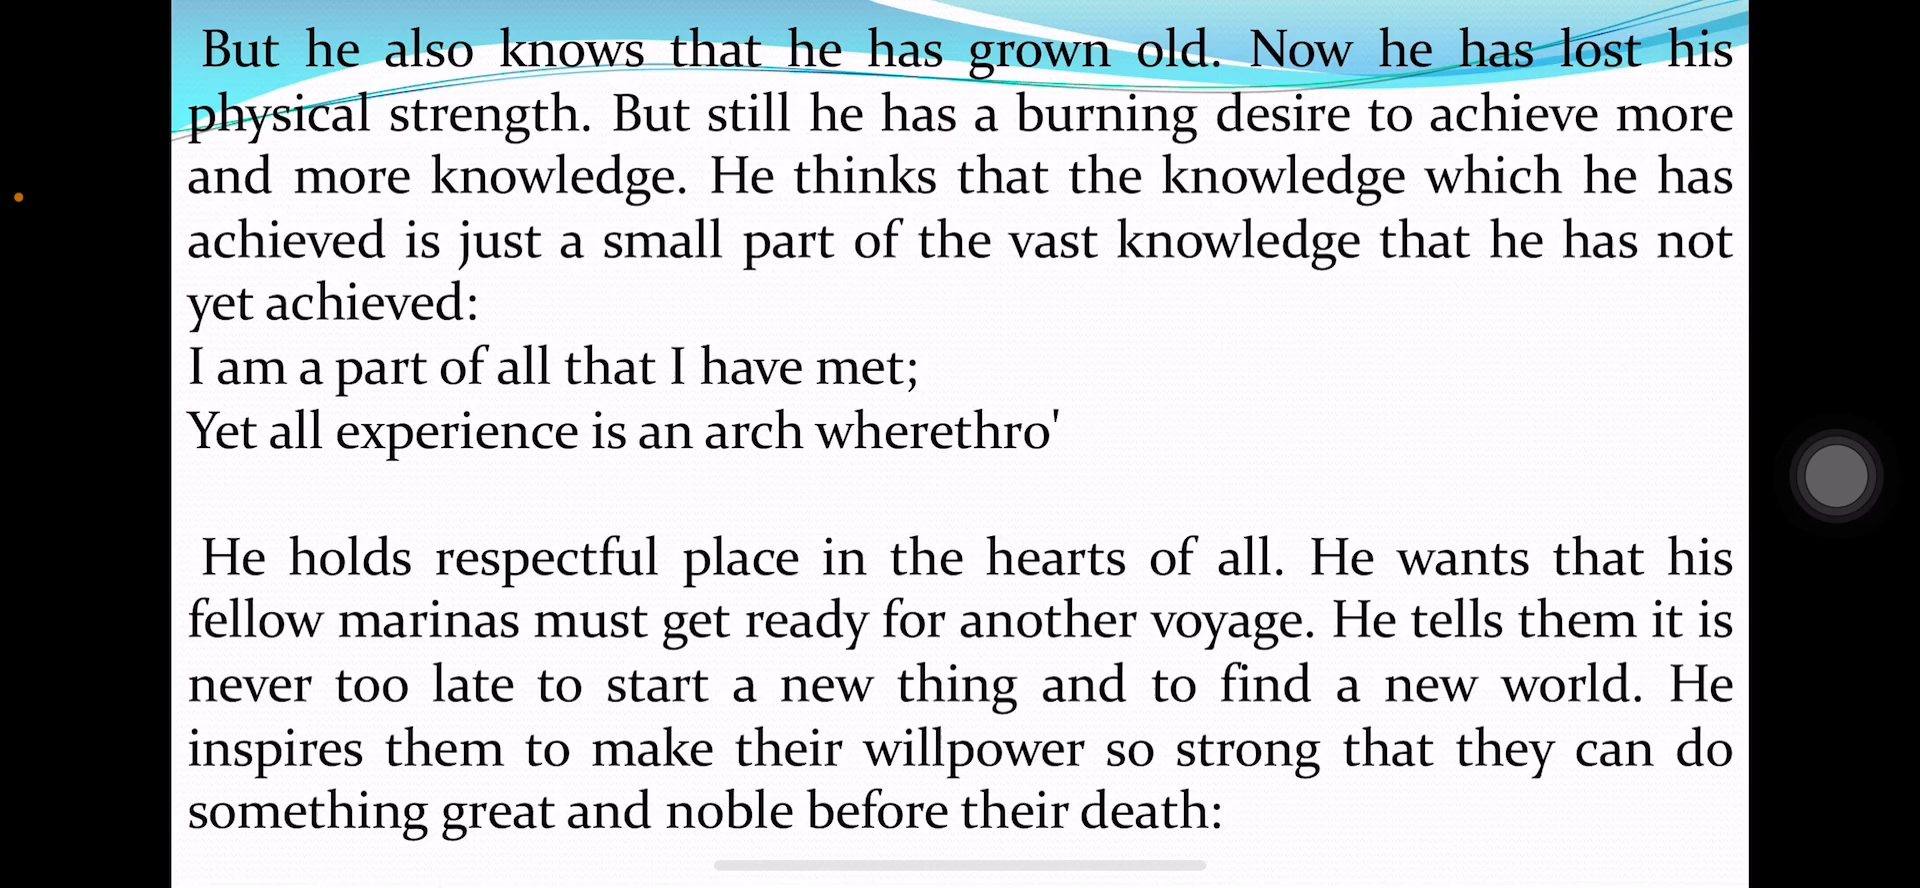 But he also knows that he has grown old. Now he has lost his
physical strength. But still he has a burning desire to achieve more
and more knowledge. He thinks that the knowledge which he has
achieved is just a small part of the vast knowledge that he has not
yet achieved:
I am a part of all that I have met;
Yet all experience is an arch wherethro'
He holds respectful place in the hearts of all. He wants that his
fellow marinas must get ready for another voyage. He tells them it is
never too late to start a new thing and to find a new world. He
inspires them to make their willpower so strong that they can do
something great and noble before their death: